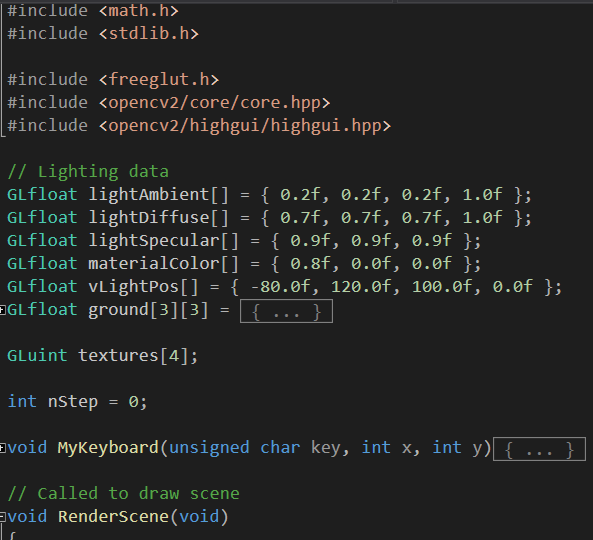 #include <math.h>
#include <stdlib.h>
#include <freeglut.h>
#include <opencv2/core/core.hpp>
#include <opencv2/highgui/highgui.hpp>
// Lighting data
GLfloat lightAmbient[] = { 0.2f, 0.2f, 0.2f, 1.0f };
GLfloat lightDiffuse[] = { 0.7f, 0.7f, 0.7f, 1.0f };
GLfloat lightSpecular[] = { 0.9f, 0.9f, 0.9f };
GLfloat materialColor[] = { 0.8f, 0.0f, 0.0f };
GLfloat vLightPos[] = { -80.0f, 120.0f, 100.0f, 0.0f };
GLfloat ground[3][3] = { ... }
GLuint textures[4];
int nStep = 0;
void MyKeyboard(unsigned char key, int x, int y){ ... }
// Called to draw scene
void RenderScene(void)
{